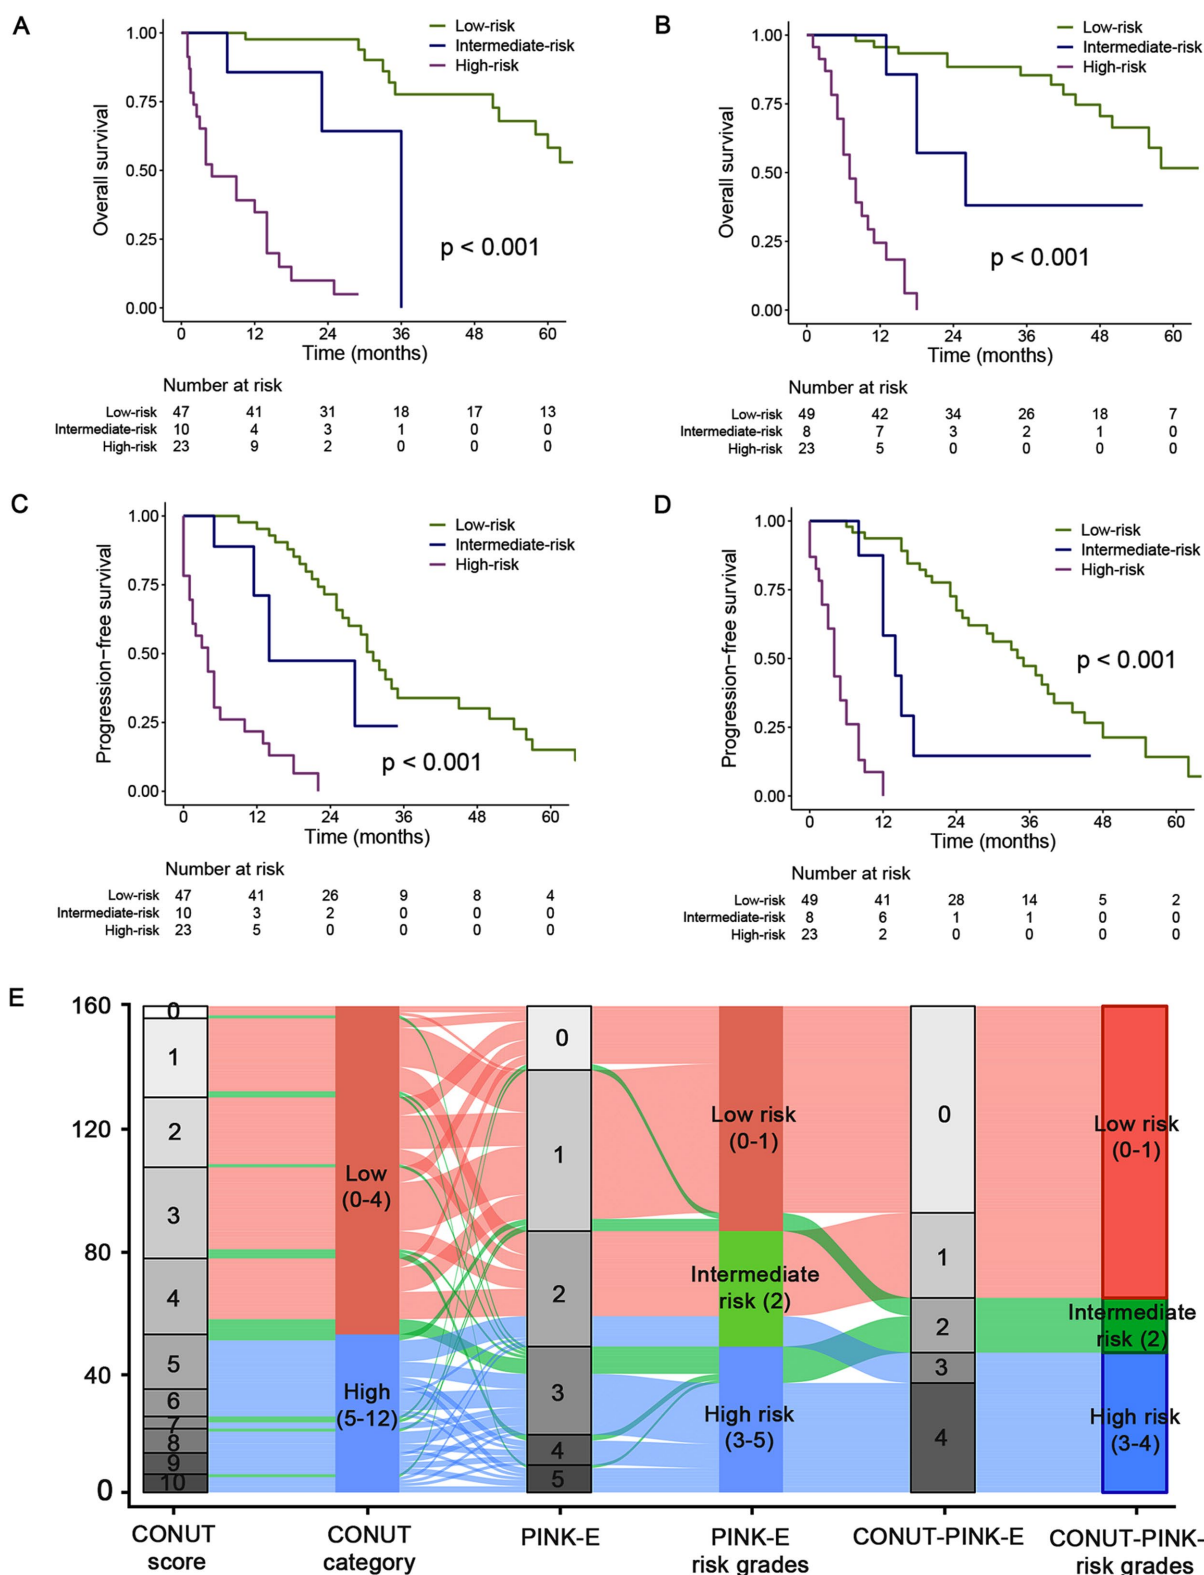 A
1.00
0.75
0.50
0.25
0.00
Overall survival
Low-risk
Intermediate-risk
High-risk
p < 0.001
0 12 24 36 48 60
Time (months)
Number at risk
Low-risk 47 41 31 18 17 13
Intermediate-risk 10 4 3 1 0 0
High-risk 23 9 2 0 0 0
B
1.00
0.75
0.50
0.25
0.00
Overall survival
Low-risk
Intermediate-risk
High-risk
p < 0.001
0 12 24 36 48 60
Time (months)
Number at risk
Low-risk 49 42 34 26 18 7
Intermediate-risk 8 7 3 2 1 0
High-risk 23 5 0 0 0 0
C
1.00
0.75
0.50
0.25
0.00
Progression−free survival
Low-risk
Intermediate-risk
High-risk
p < 0.001
0 12 24 36 48 60
Time (months)
Number at risk
Low-risk 47 41 26 9 8 4
Intermediate-risk 10 3 2 0 0 0
High-risk 23 5 0 0 0 0
D
1.00
0.75
0.50
0.25
0.00
Progression−free survival
Low-risk
Intermediate-risk
High-risk
p < 0.001
0 12 24 36 48 60
Time (months)
Number at risk
Low-risk 49 41 28 14 5 2
Intermediate-risk 8 6 1 1 0 0
High-risk 23 2 0 0 0 0
E
160
120
80
40
0
0
1
2
3
4
5
6
7
8
9
10
Low
(0-4)
High
(5-12)
0
1
2
3
4
5
Low risk
(0-1)
Intermediate
risk (2)
High risk
(3-5)
0
1
2
3
4
Low risk
(0-1)
Intermediate
risk (2)
High risk
(3-4)
CONUT
score
CONUT
category
PINK-E
PINK-E
risk grades
CONUT-PINK-E
CONUT-PINK-
risk grades